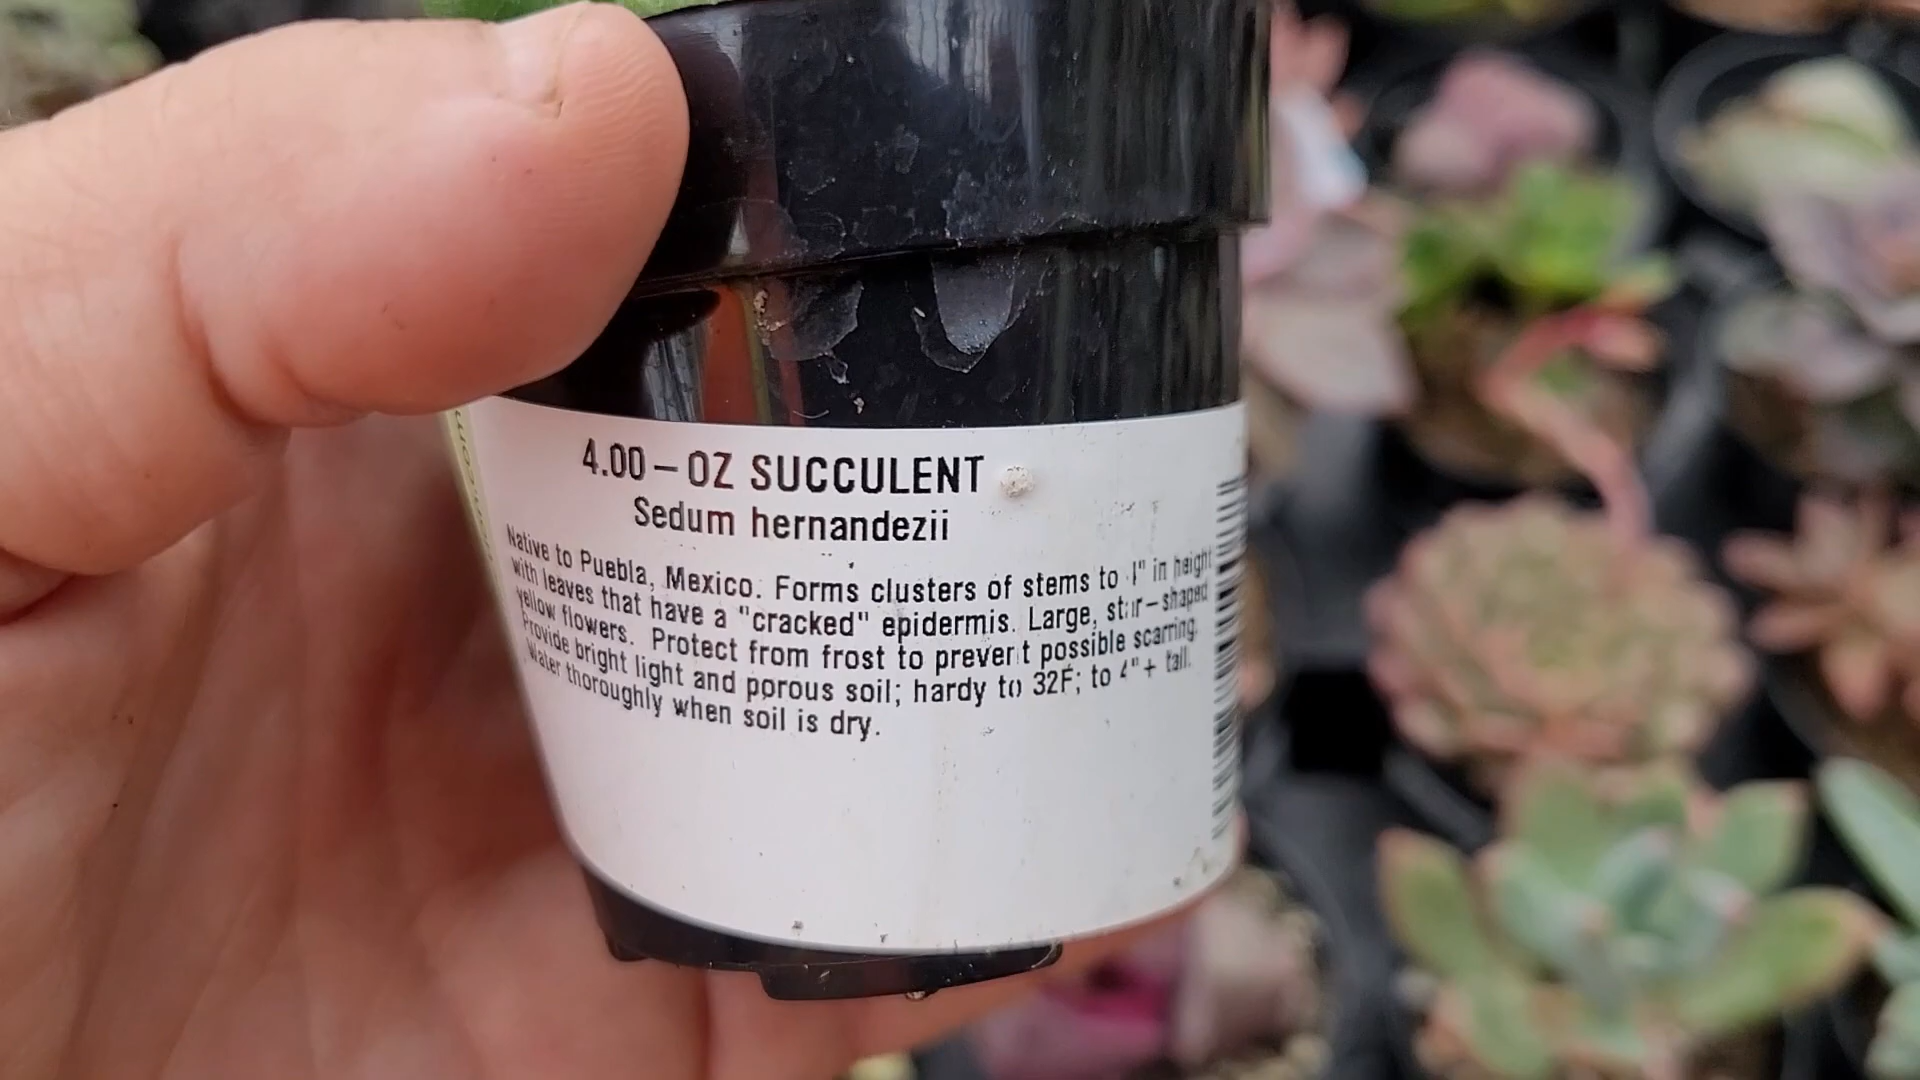 4.00-OZ SUCCULENT
Sedum hernandezii
Native to Puebla, Mexico. Forms clusters of stems to 1" in height
with leaves that have a "cracked" epidermis. Large, star-shaped
yellow flowers. Protect from frost to prevent possible scarring.
Provide bright light and porous soil; hardy to 32F; to 4"+ tall.
Water thoroughly when soil is dry.